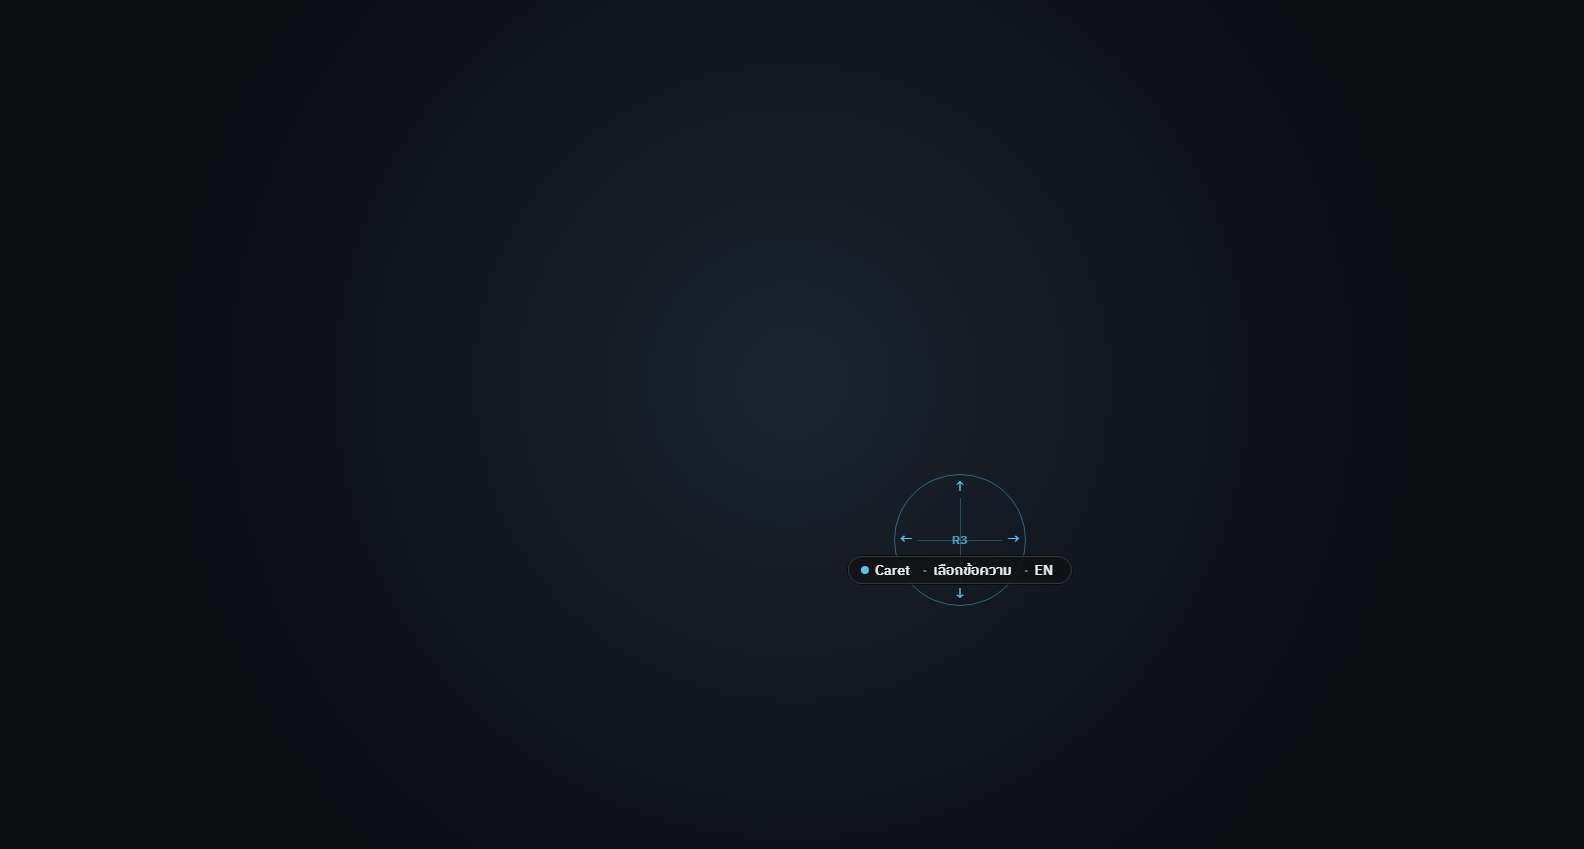 ↑
← R3 →
Caret - เลือกข้อความ - EN
↓